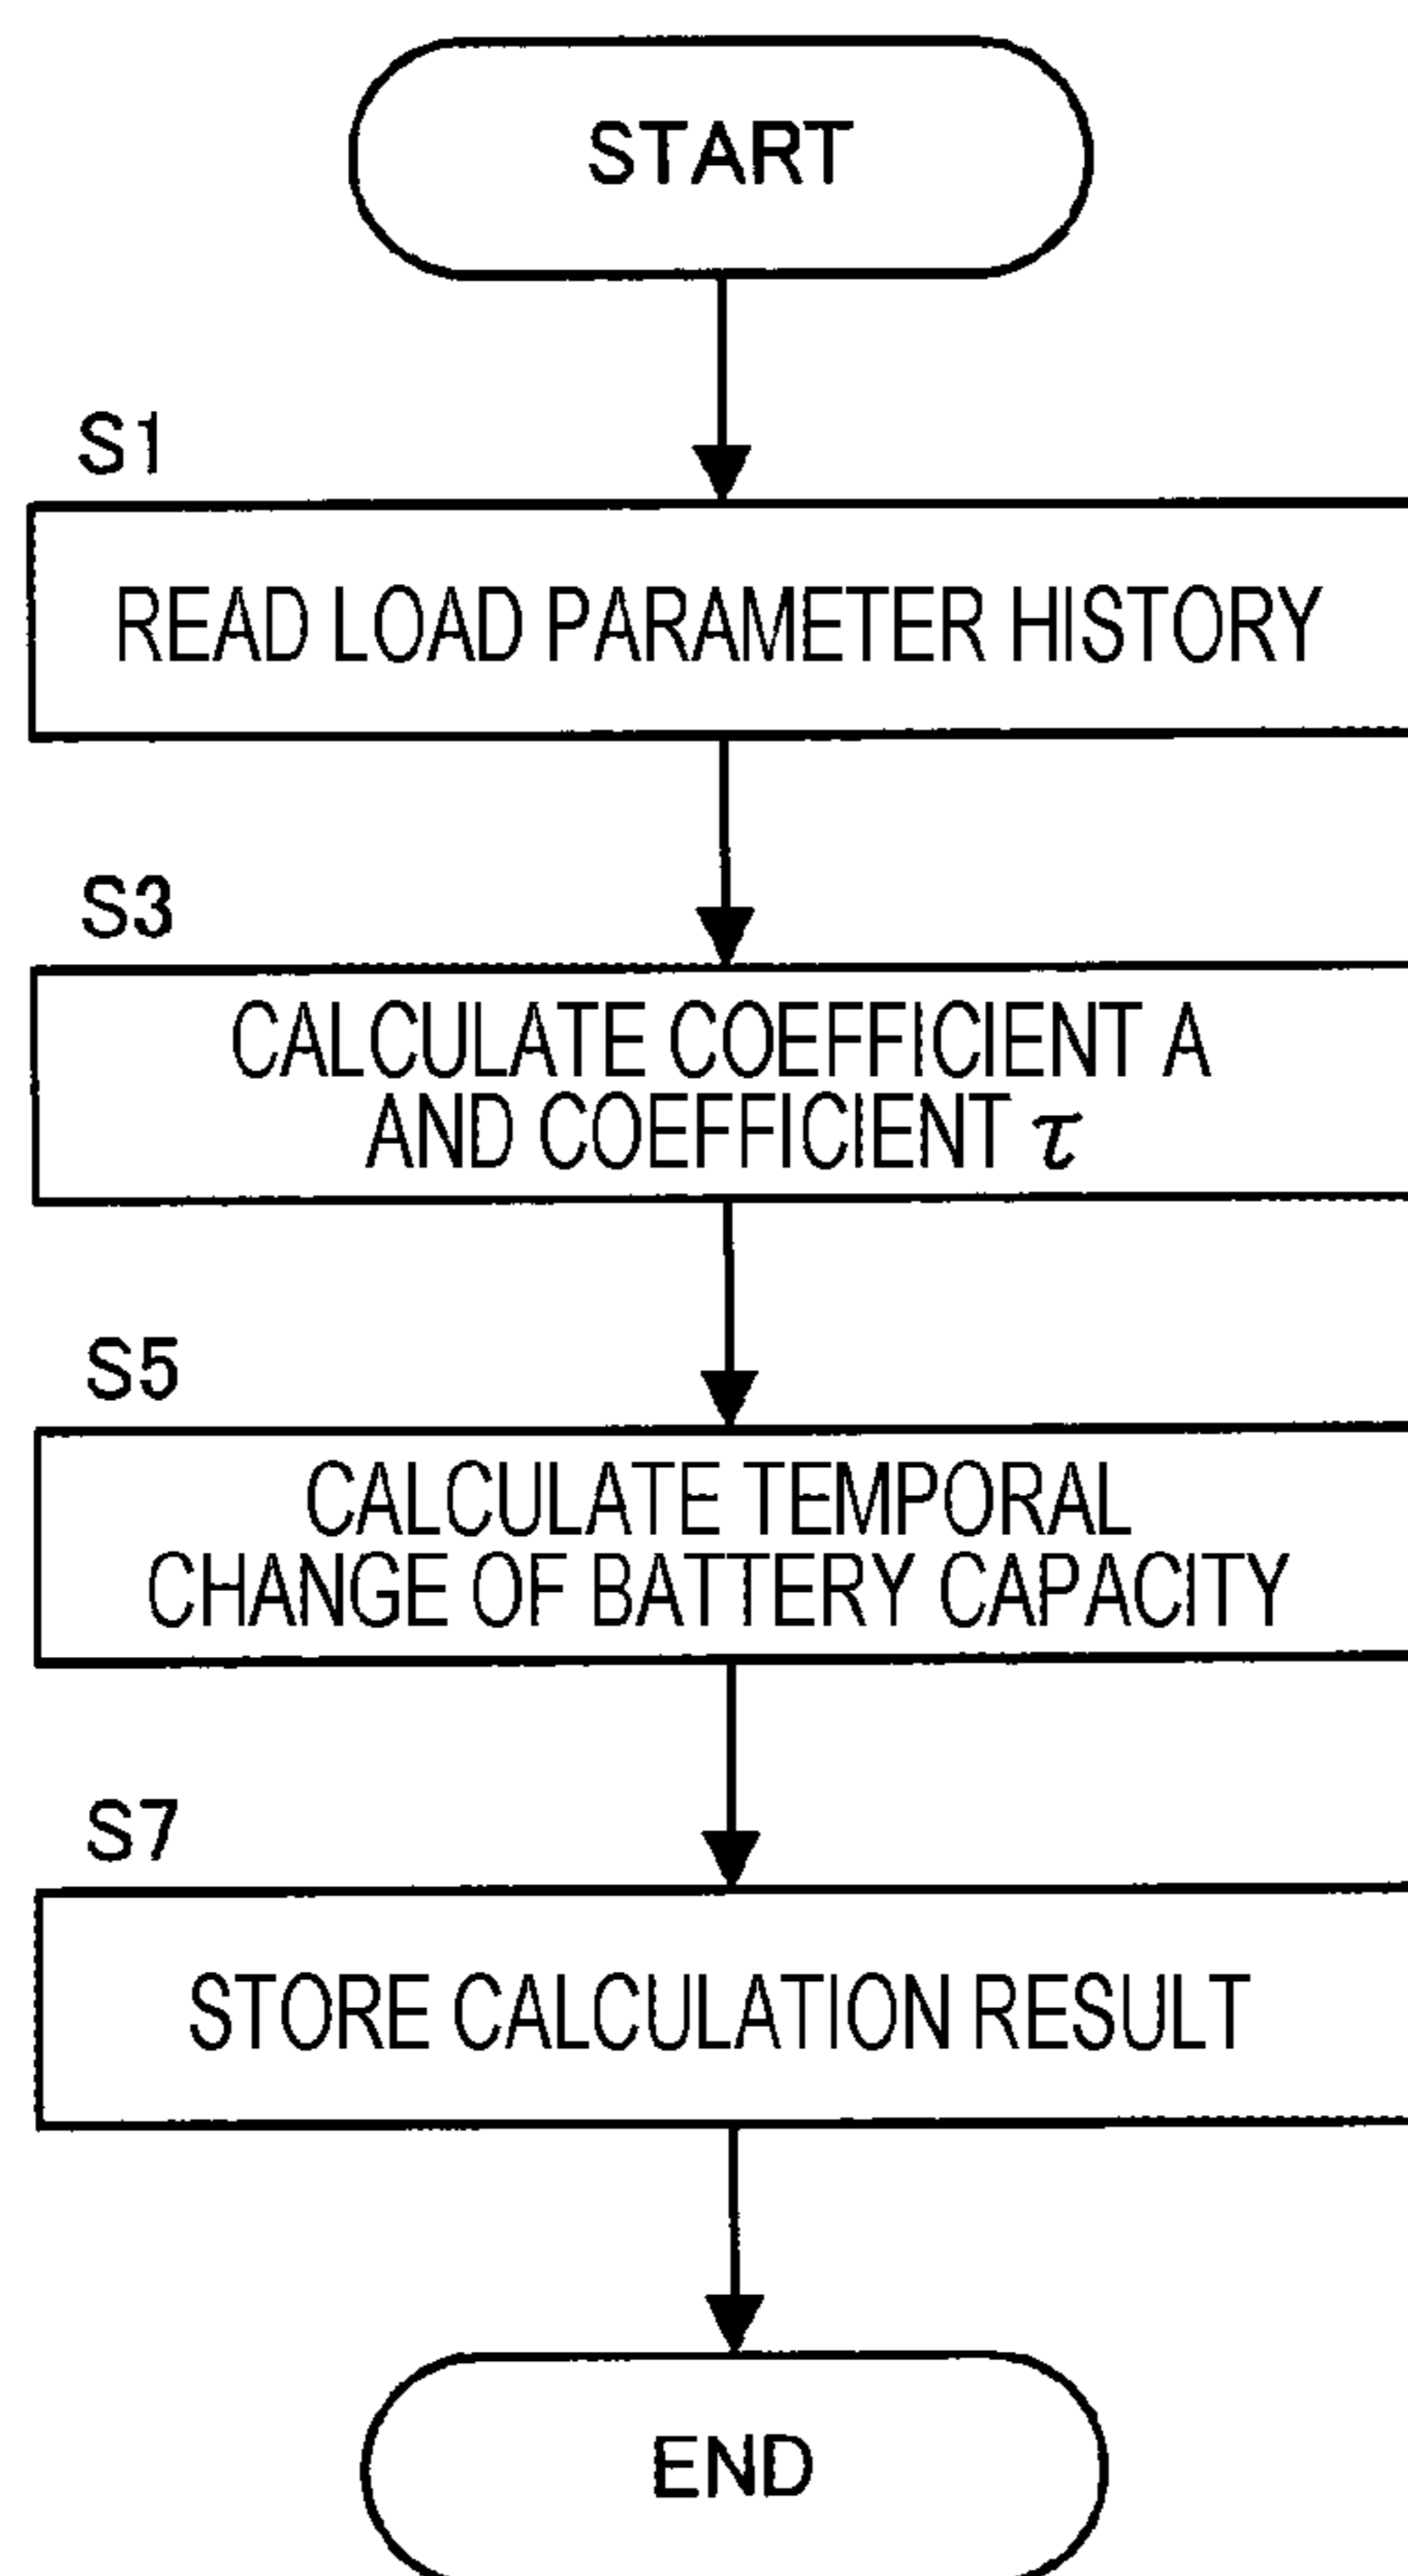 START
S1
READ LOAD PARAMETER HISTORY
S3
CALCULATE COEFFICIENT A
AND COEFFICIENT τ
S5
CALCULATE TEMPORAL
CHANGE OF BATTERY CAPACITY
S7
STORE CALCULATION RESULT
END